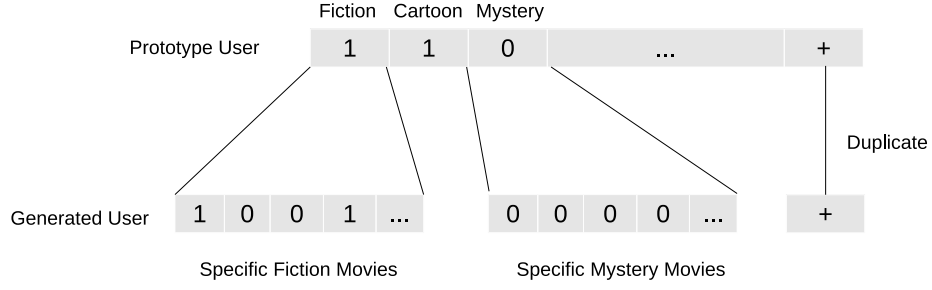 Fiction Cartoon Mystery
Prototype User 1 1 0 ... +
Duplicate
Generated User 1 0 0 1 ... 0 0 0 0 ... +
Specific Fiction Movies Specific Mystery Movies